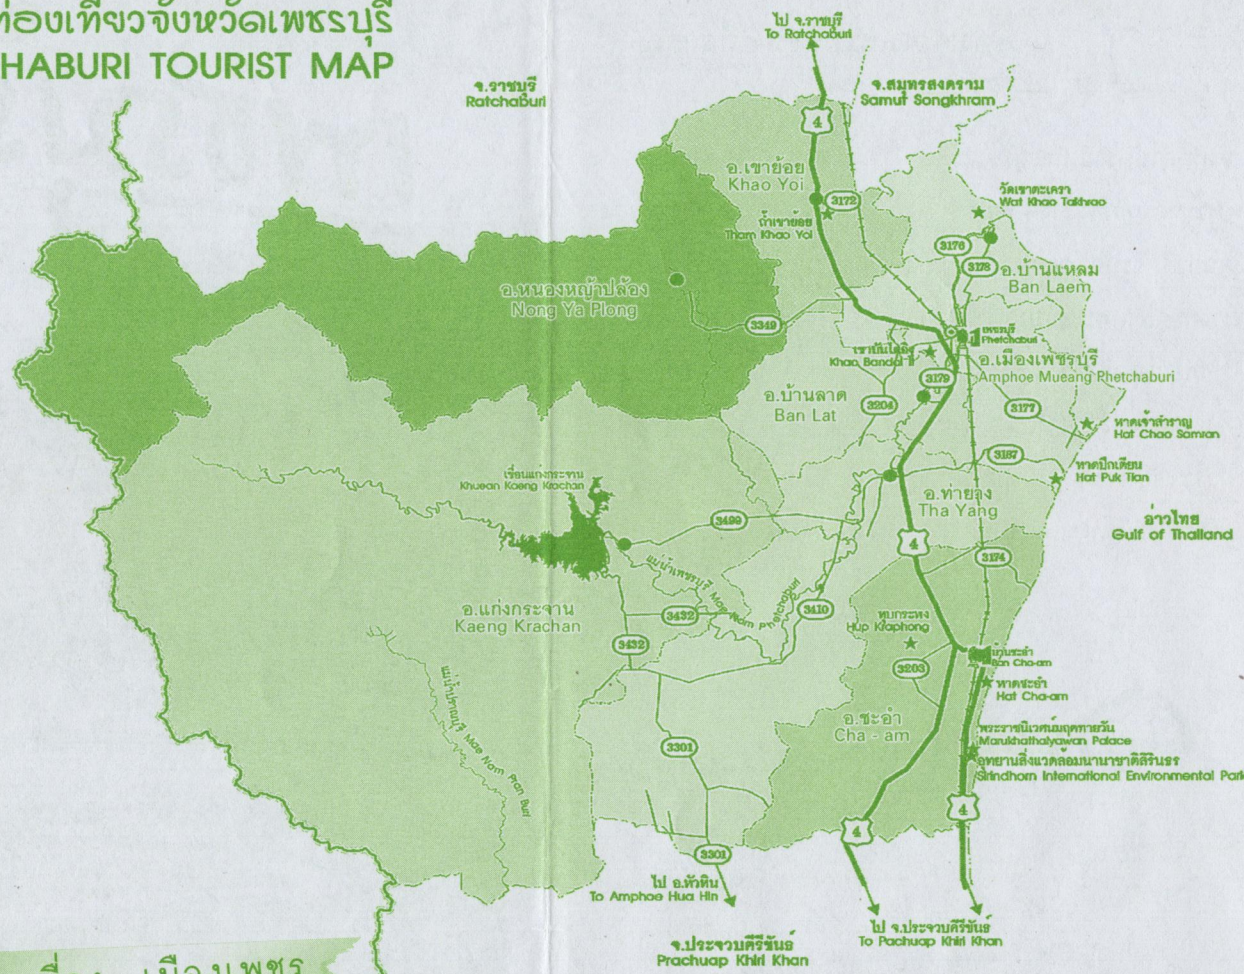 ท่องเที่ยวจังหวัดเพชรบุรี
HABURI TOURIST MAP
ไป จ.ราชบุรี
To Ratchaburi
จ.ราชบุรี
Ratchaburi
จ.สมุทรสงคราม
Samut Songkhram
4
อ.เขาย้อย
Khao Yoi
3172
ถ้ำเขาย้อย
Tham Khao Yoi
วัดเขาตะเครา
Wat Khao Takhrao
3176
3178
อ.บ้านแหลม
Ban Laem
อ.หนองหญ้าปล้อง
Nong Ya Plong
3349
เพชรบุรี
Phetchaburi
Khao Bandai It
อ.เมืองเพชรบุรี
Amphoe Mueang Phetchaburi
3179
อ.บ้านลาด
Ban Lat
3204
3177
หาดเจ้าสำราญ
Hat Chao Samran
3187
หาดปึกเตียน
Hat Puk Tian
เขื่อนแก่งกระจาน
Khuean Kaeng Krachan
อ.ท่ายาง
Tha Yang
อ่าวไทย
Gulf of Thailand
3499
4
3174
แม่น้ำเพชรบุรี Mae Nam Phetchaburi
อ.แก่งกระจาน
Kaeng Krachan
3432
3410
หุบกระพง
Hup Kraphong
3432
3203
บ้านชะอำ
Ban Cha-am
หาดชะอำ
Hat Cha-am
แม่น้ำปราณบุรี Mae Nam Pran Buri
อ.ชะอำ
Cha - am
พระราชนิเวศน์มฤคทายวัน
Marukhathaiyawan Palace
3301
อุทยานสิ่งแวดล้อมนานาชาติสิรินธร
Sirindhorn International Environmental Park
4
4
3301
ไป อ.หัวหิน
To Amphoe Hua Hin
ไป จ.ประจวบคีรีขันธ์
To Pachuap Khiri Khan
จ.ประจวบคีรีขันธ์
Prachuap Khiri Khan